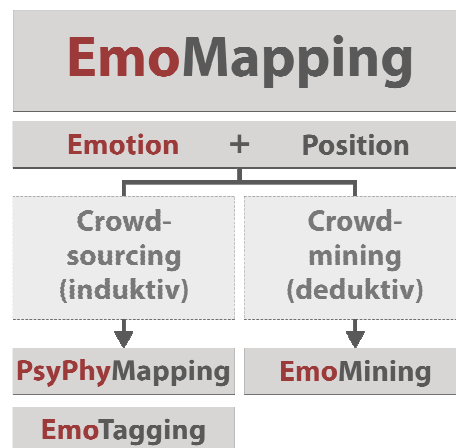 EmoMapping
Emotion + Position
Crowd-
sourcing
(induktiv)
Crowd-
mining
(deduktiv)
PsyPhyMapping
EmoMining
EmoTagging